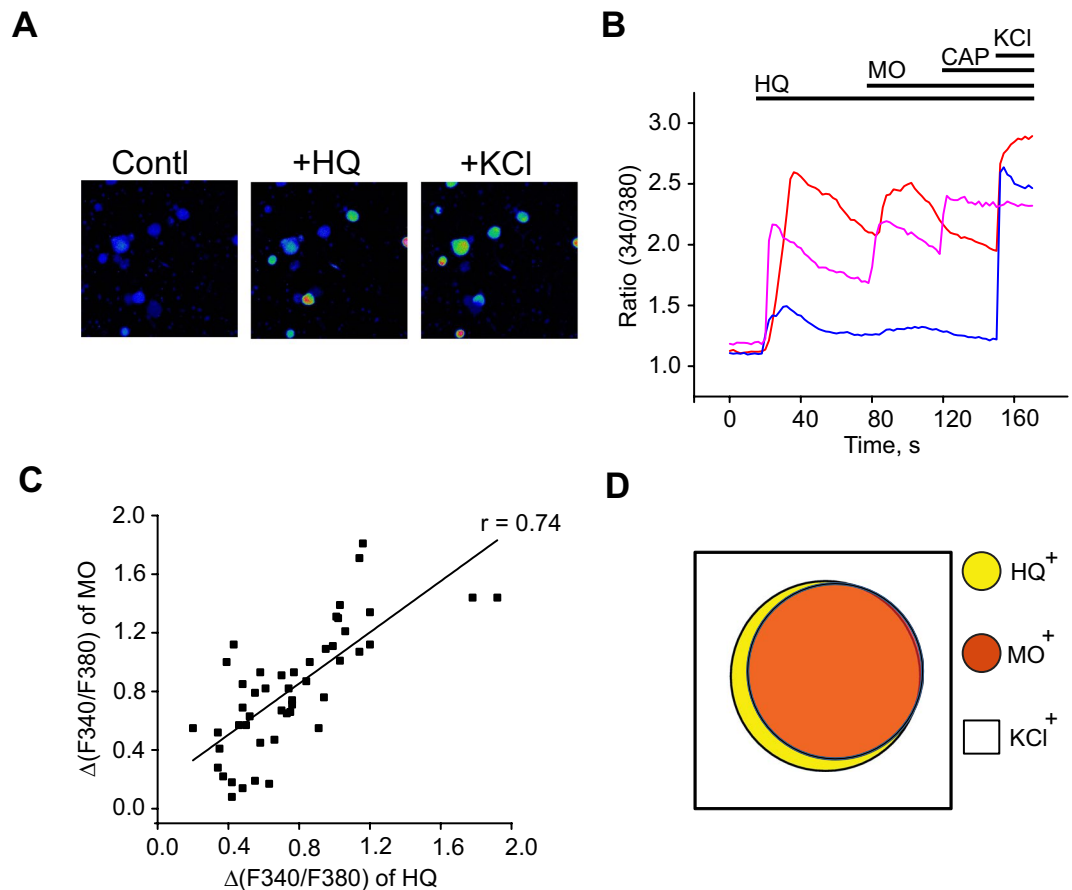 A
Contl
+HQ
+KCl
B
KCl
CAP
MO
HQ
3.0
2.5
2.0
1.5
1.0
Ratio (340/380)
0 40 80 120 160
Time, s
C
r = 0.74
2.0
1.6
1.2
0.8
0.4
0.0
Δ(F340/F380) of MO
0.0 0.4 0.8 1.2 1.6 2.0
Δ(F340/F380) of HQ
D
HQ+
MO+
KCl+